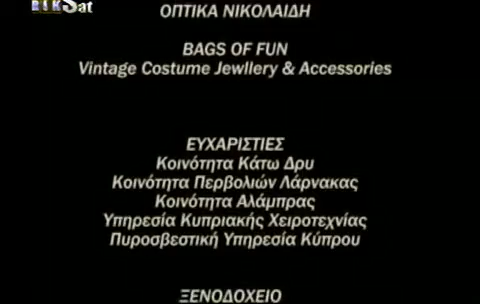 RIKSat
ΟΠΤΙΚΑ ΝΙΚΟΛΑΙΔΗ
BAGS OF FUN
Vintage Costume Jewllery & Accessories
ΕΥΧΑΡΙΣΤΙΕΣ
Κοινότητα Κάτω Δρυ
Κοινότητα Περβολιών Λάρνακας
Κοινότητα Αλάμπρας
Υπηρεσία Κυπριακής Χειροτεχνίας
Πυροσβεστική Υπηρεσία Κύπρου
ΞΕΝΟΔΟΧΕΙΟ